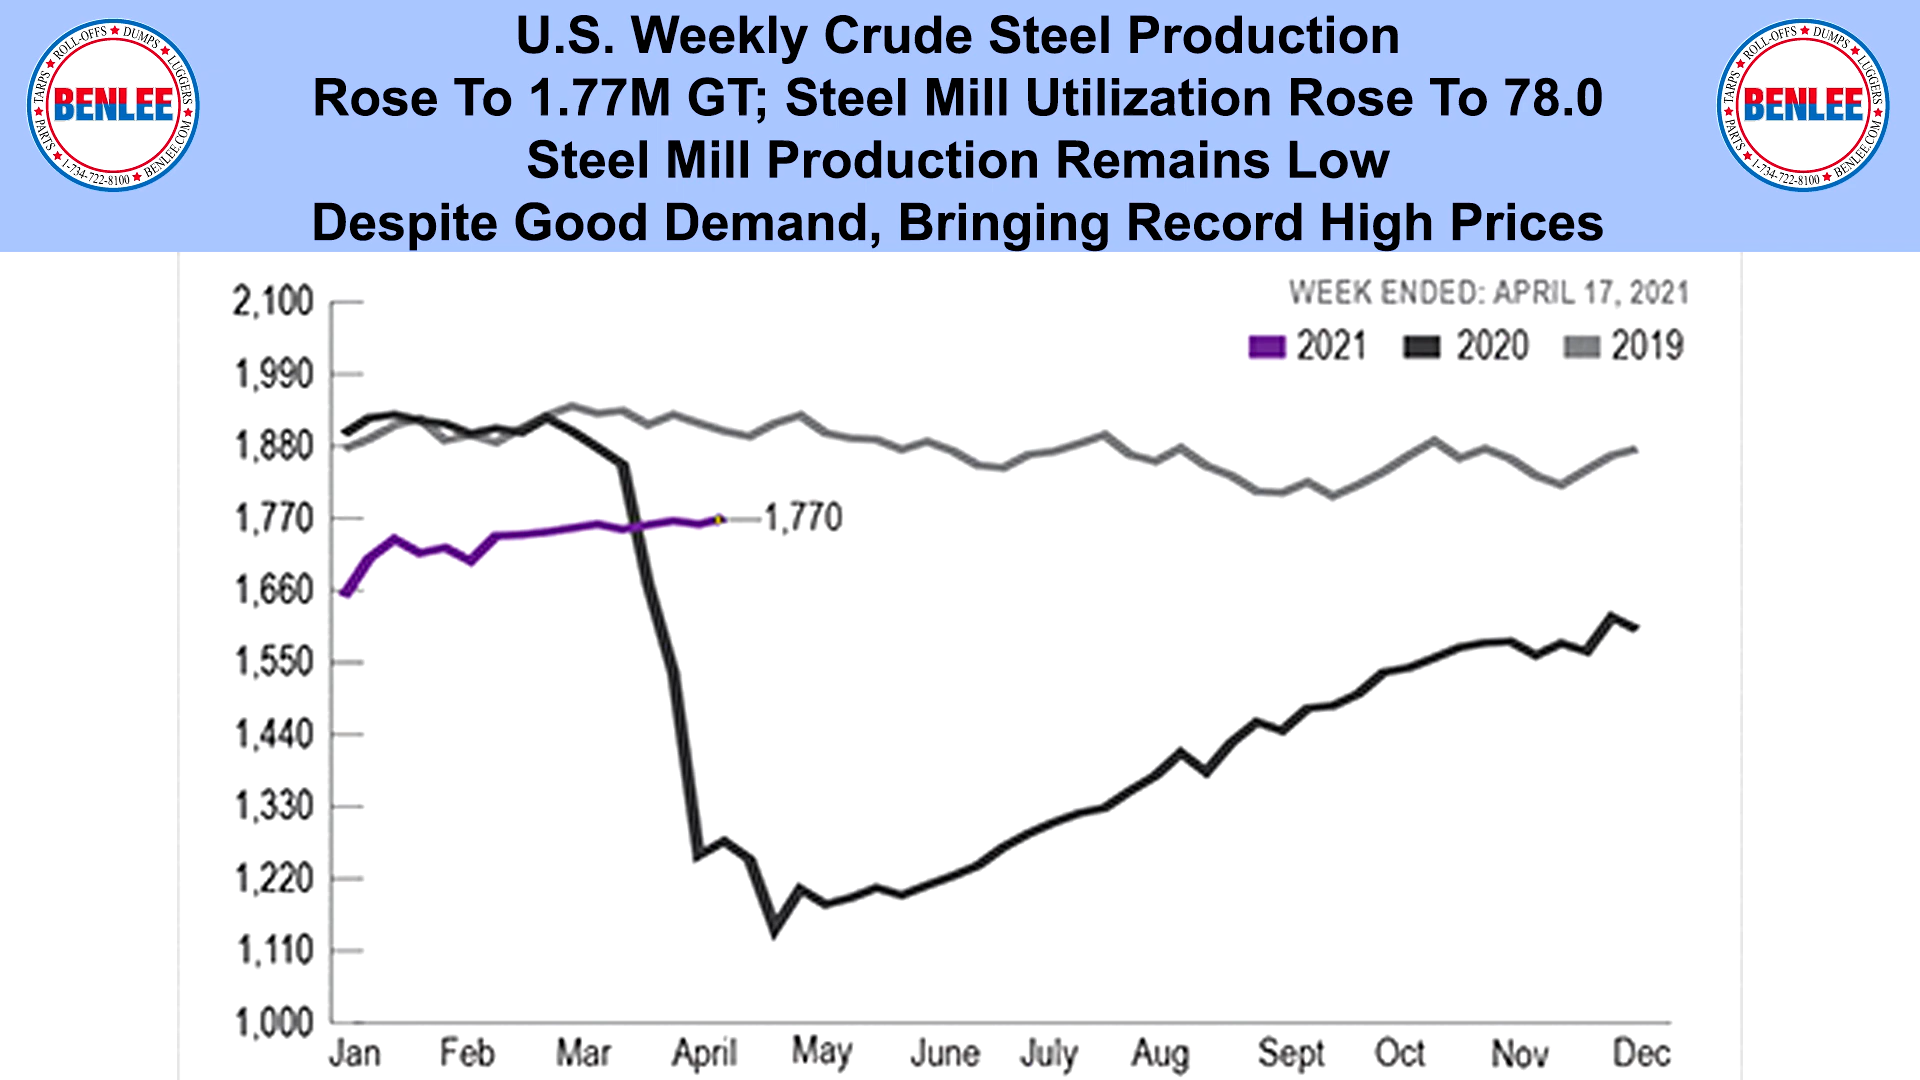 U.S. Weekly Crude Steel Production
Rose To 1.77M GT; Steel Mill Utilization Rose To 78.0
Steel Mill Production Remains Low
Despite Good Demand, Bringing Record High Prices
TARPS ★ ROLL-OFFS ★ DUMPS ★ LUGGERS ★
BENLEE
PARTS ★ 1-734-722-8100 ★ BENLEE.COM ★
TARPS ★ ROLL-OFFS ★ DUMPS ★ LUGGERS ★
BENLEE
PARTS ★ 1-734-722-8100 ★ BENLEE.COM ★
WEEK ENDED: APRIL 17, 2021
2021 2020 2019
2,100
1,990
1,880
1,770
1,660
1,550
1,440
1,330
1,220
1,110
1,000
1,770
Jan Feb Mar April May June July Aug Sept Oct Nov Dec